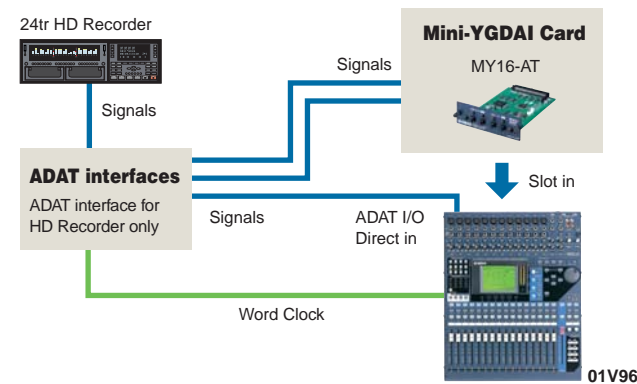 24tr HD Recorder
Signals
ADAT interfaces
ADAT interface for
HD Recorder only
Signals
Mini-YGDAI Card
MY16-AT
Slot in
Signals
ADAT I/O
Direct in
Word Clock
01V96